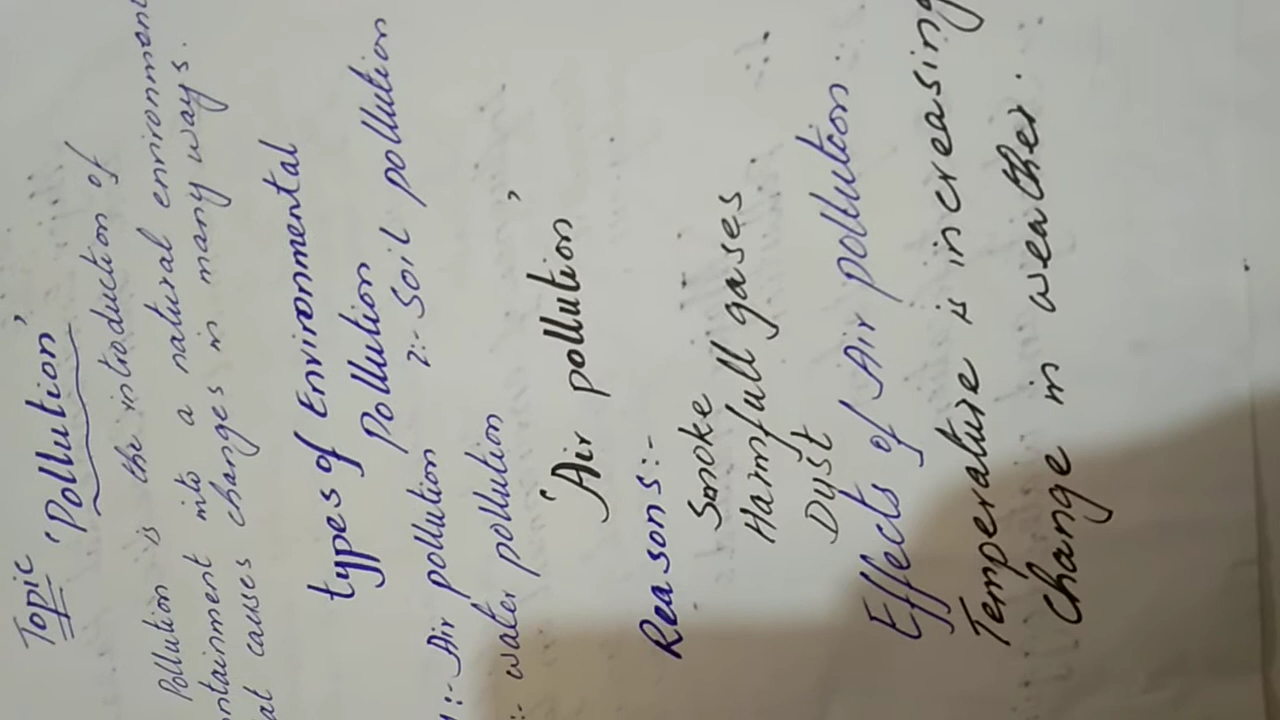 Topic
'Pollution'
Pollution is the introduction of
ntainment into a natural environment
at causes changes in many ways.
types of Environmental
Pollution
1:- Air pollution 2:- Soil pollution
:- water pollution
'Air pollution'
Reasons:-
Smoke
Harmfull gases
Dust
Effects of Air pollution:
Temperature is increasing
Change in weather.